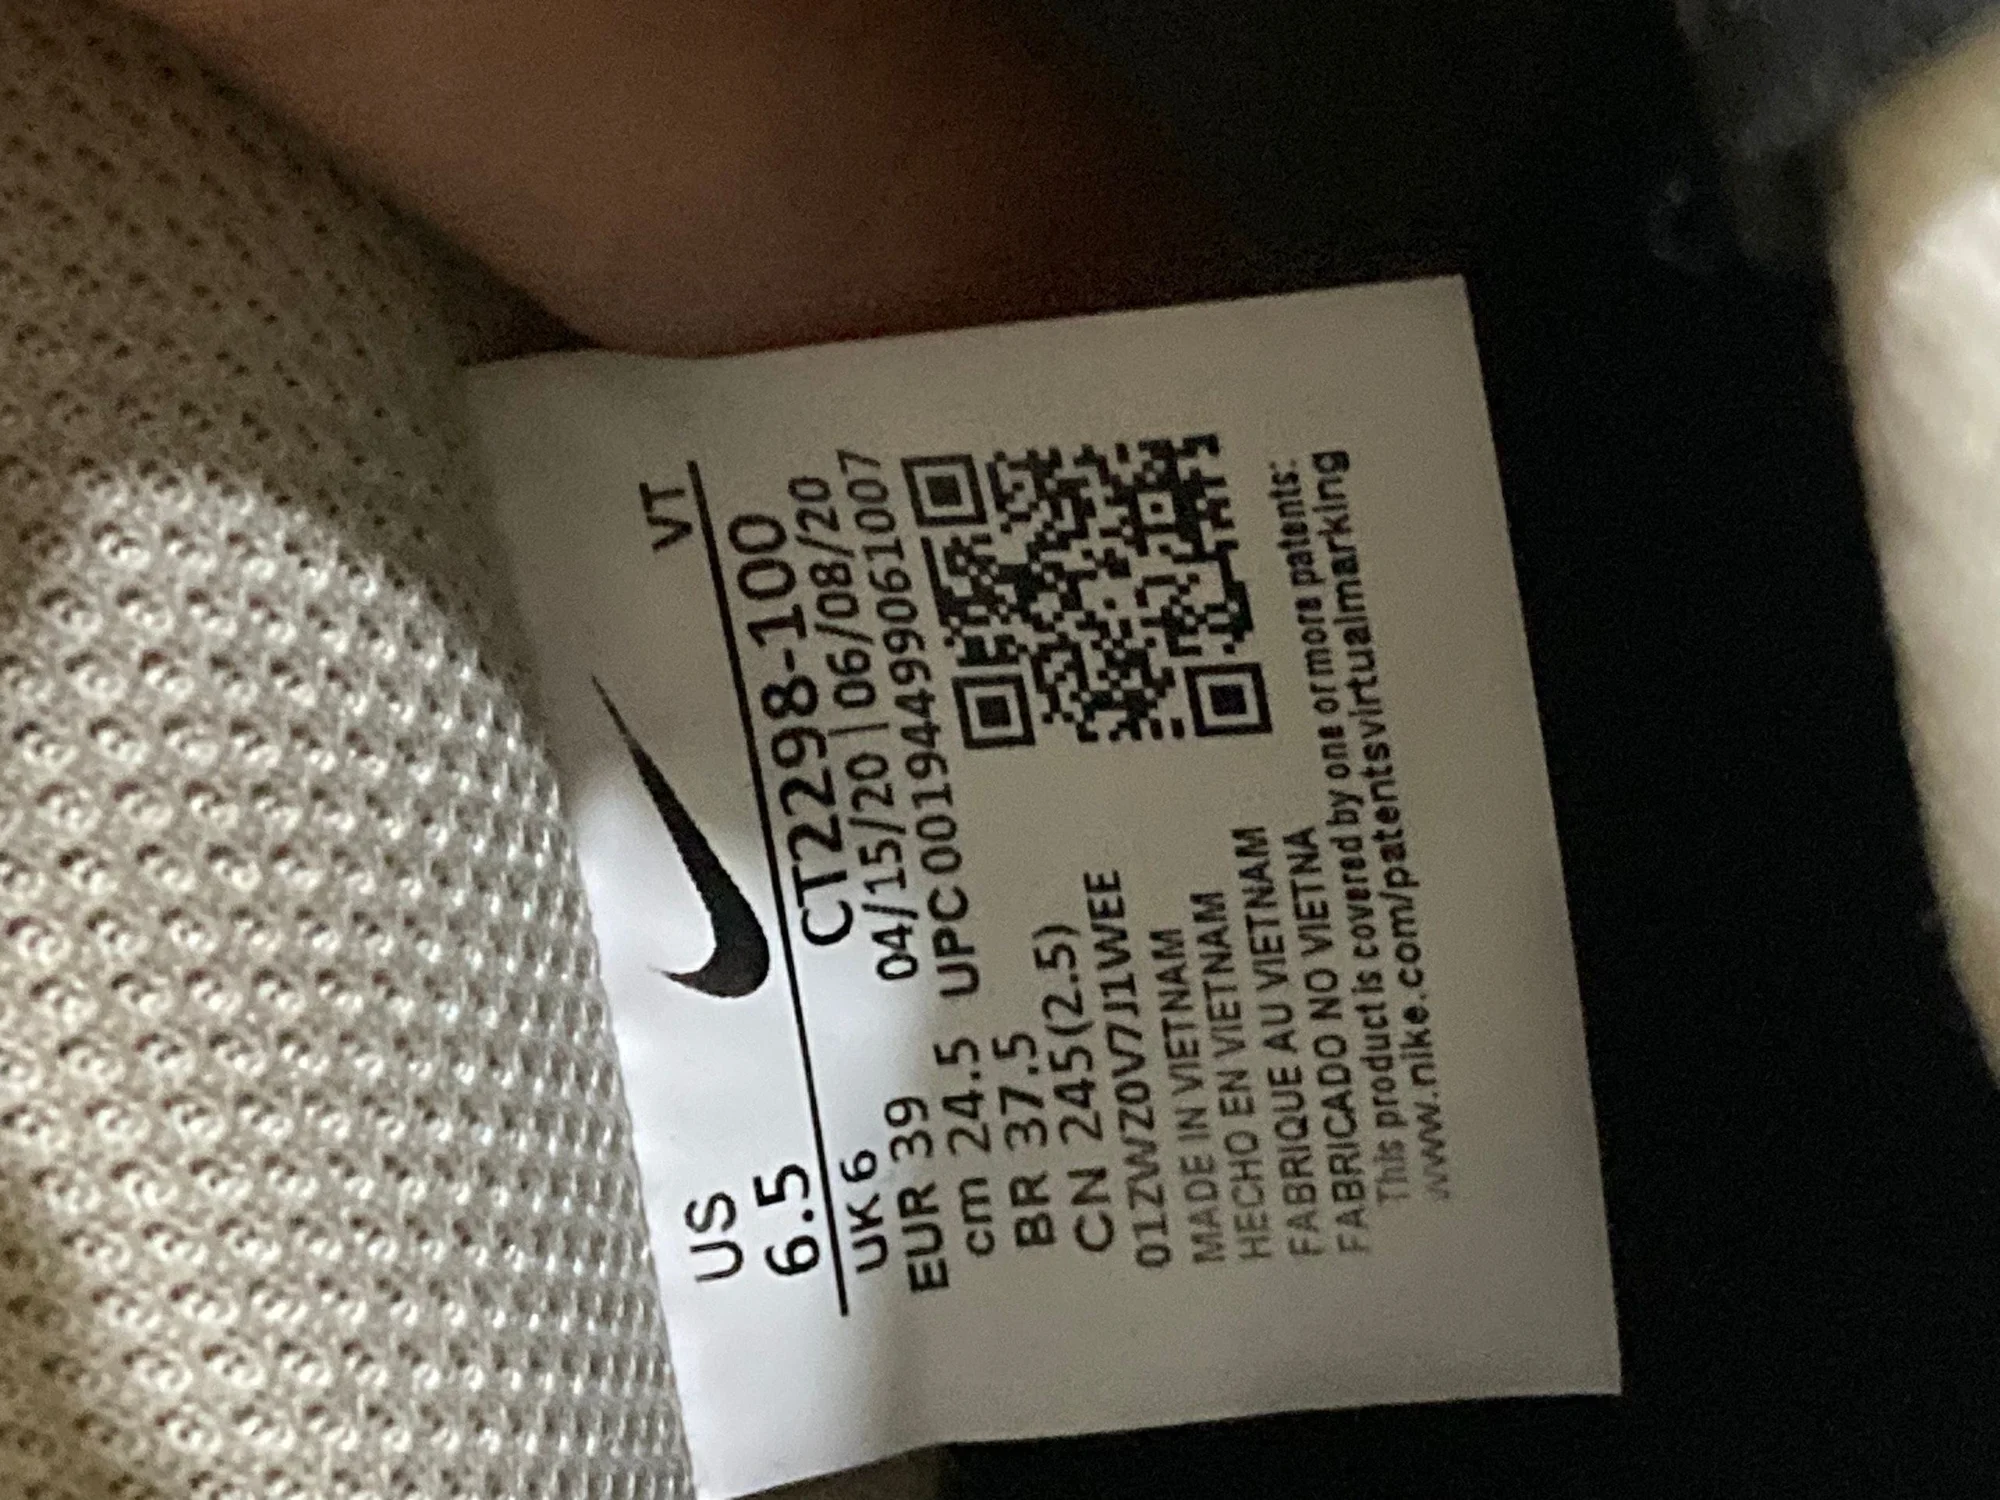 US
VT
6.5 CT2298-100
UK 6 04/15/20 | 06/08/20
EUR 39 UPC 00194499061007
cm 24.5
BR 37.5
CN 245(2.5)
01ZWZ0V7J1WEE
MADE IN VIETNAM
HECHO EN VIETNAM
FABRIQUE AU VIETNAM
FABRICADO NO VIETNA
This product is covered by one or more patents:
www.nike.com/patentsvirtualmarking